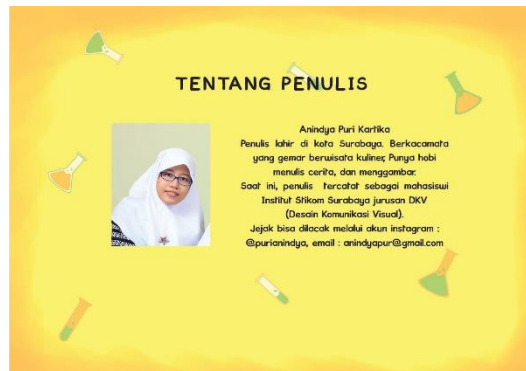 TENTANG PENULIS
Anindya Puri Kartika
Penulis lahir di kota Surabaya. Berkacamata
yang gemar berwisata kuliner, Punya hobi
menulis cerita, dan menggambar.
Saat ini, penulis tercatat sebagai mahasiswi
Institut Stikom Surabaya jurusan DKV
(Desain Komunikasi Visual).
Jejak bisa dilacak melalui akun instagram :
@purianindya, email : anindyapur@gmail.com